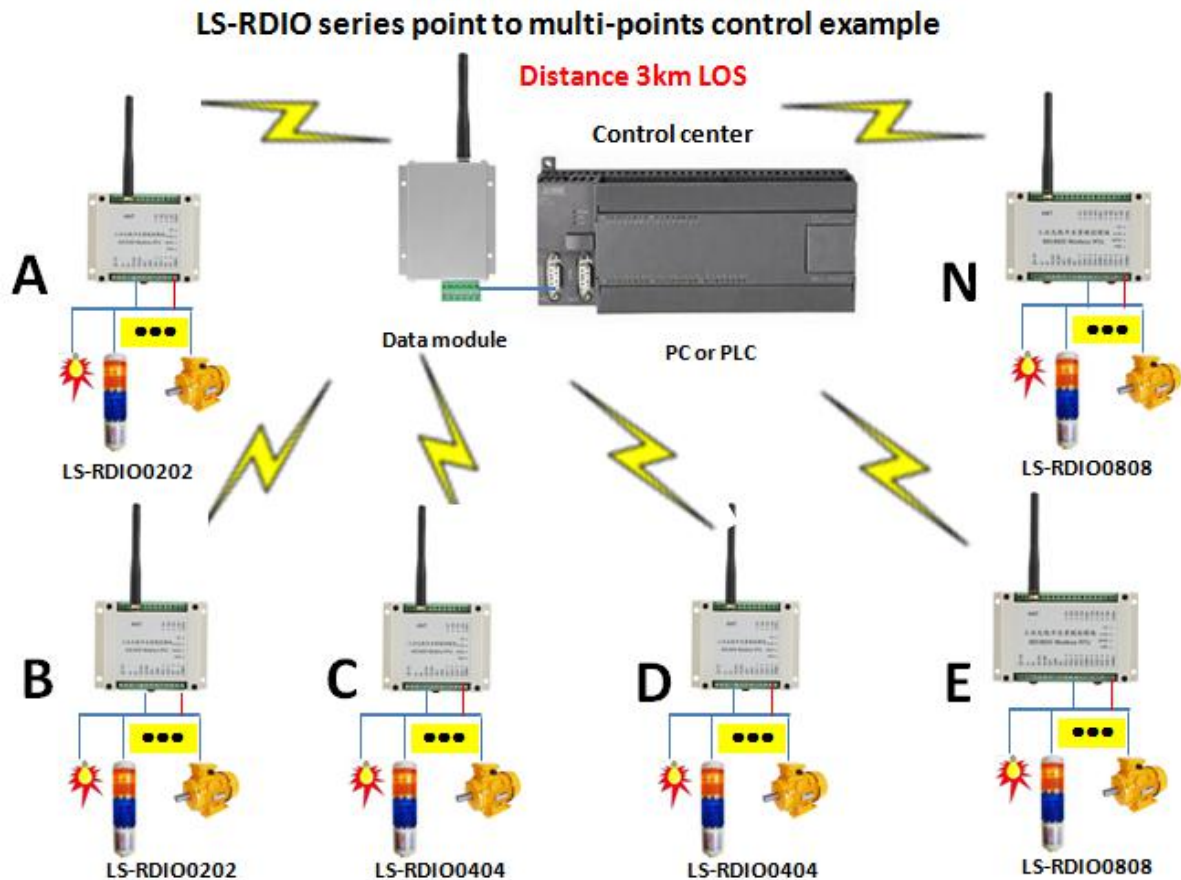 LS-RDIO series point to multi-points control example
Distance 3km LOS
Control center
A
N
Data module
PC or PLC
LS-RDIO0202
LS-RDIO0808
B
C
D
E
LS-RDIO0202
LS-RDIO0404
LS-RDIO0404
LS-RDIO0808